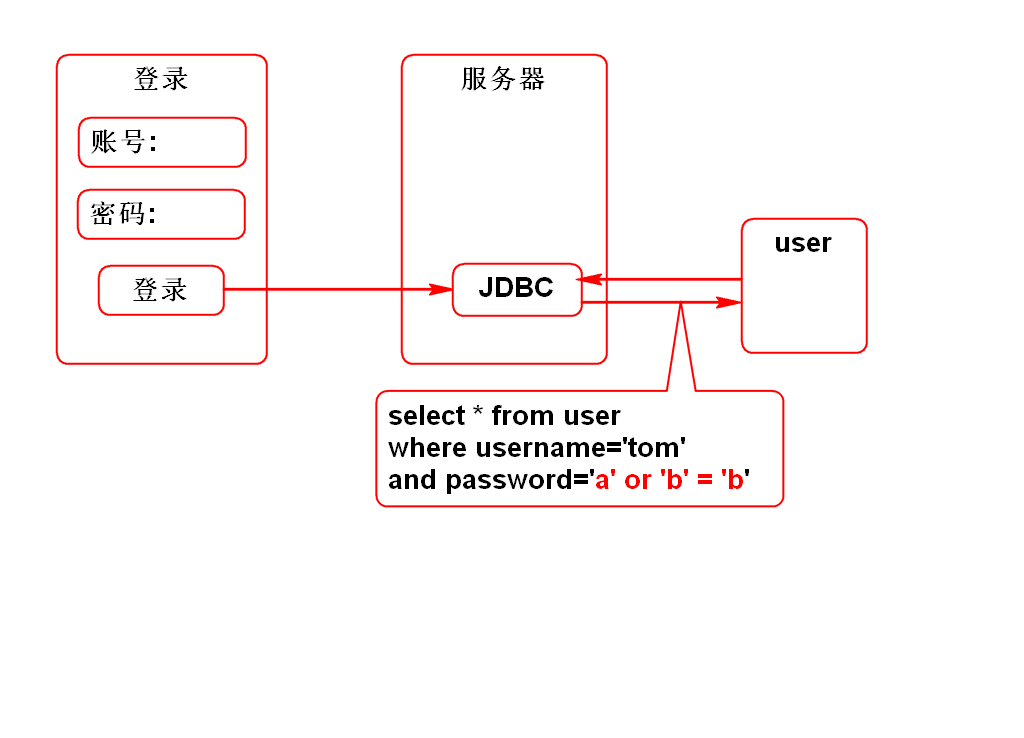 登录
账号:
密码:
登录
服务器
JDBC
user
select * from user
where username='tom'
and password='a' or 'b' = 'b'